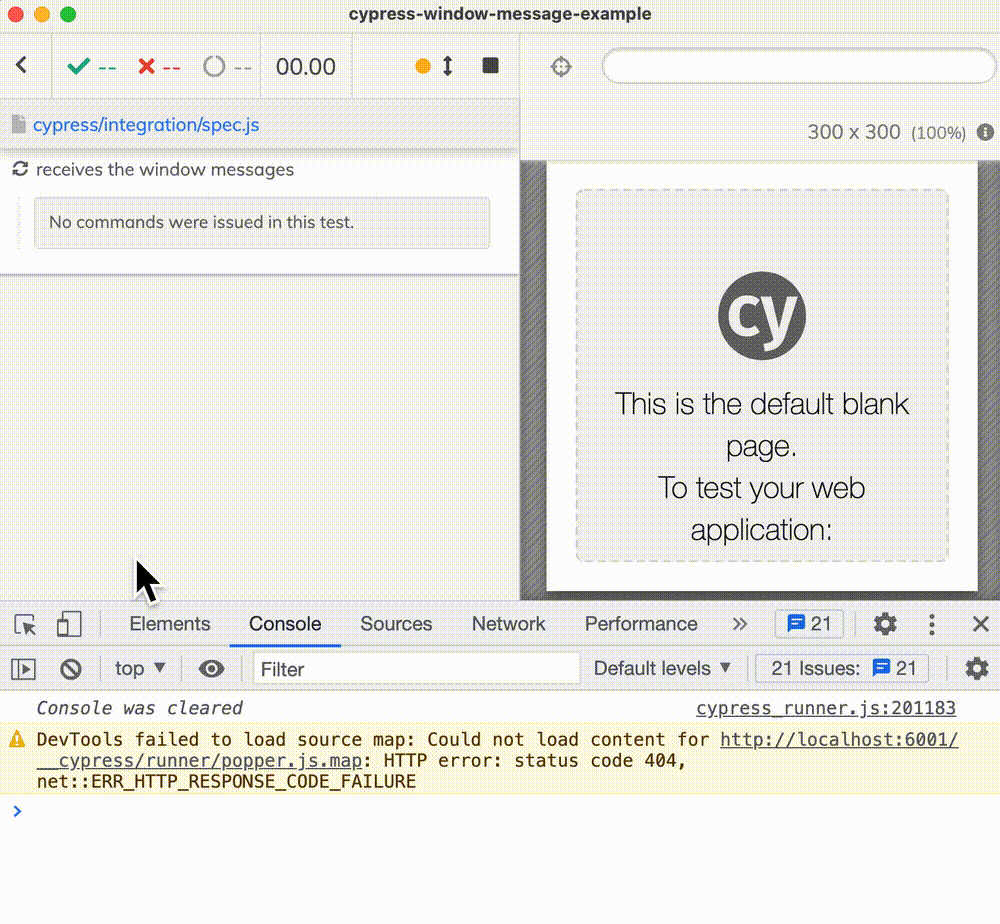 cypress-window-message-example
-- -- -- 00.00
cypress/integration/spec.js
300 x 300 (100%)
receives the window messages
No commands were issued in this test.
cy
This is the default blank
page.
To test your web
application:
Elements Console Sources Network Performance » 21
top ▼ Filter Default levels ▼ 21 Issues: 21
Console was cleared cypress_runner.js:201183
DevTools failed to load source map: Could not load content for http://localhost:6001/
__cypress/runner/popper.js.map: HTTP error: status code 404,
net::ERR_HTTP_RESPONSE_CODE_FAILURE